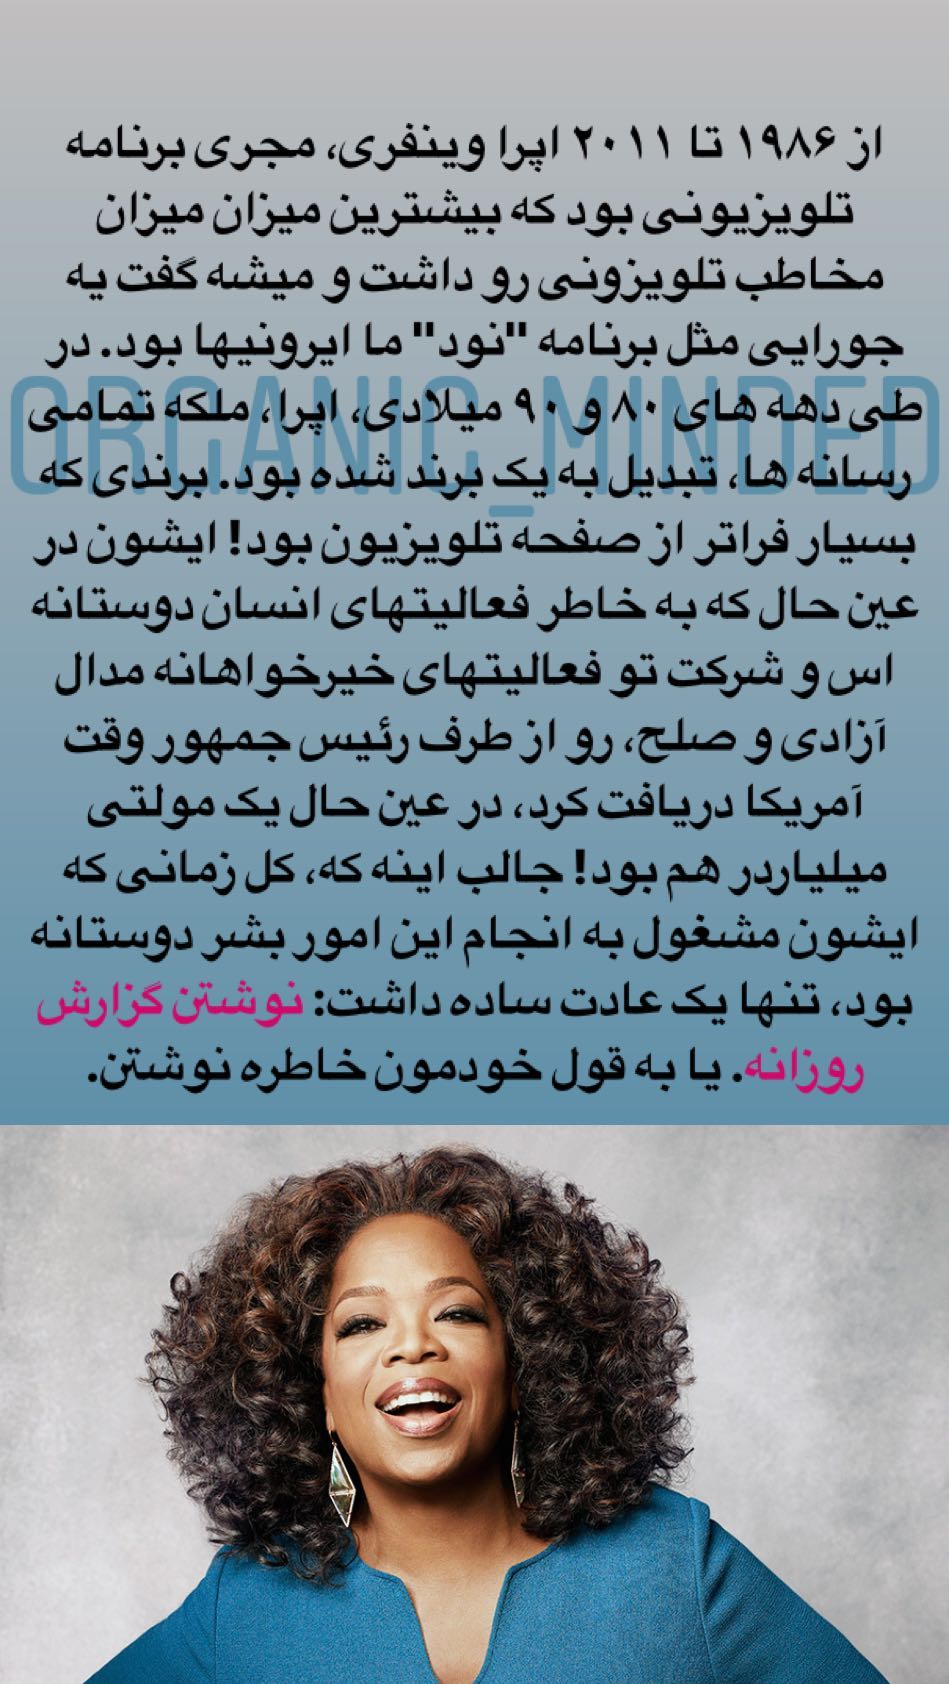 از ۱۹۸۶ تا ۲۰۱۱ اپرا وینفری، مجری برنامه
تلویزیونی بود که بیشترین میزان میزان
مخاطب تلویزونی رو داشت و میشه گفت یه
جورایی مثل برنامه "نود" ما ایرونیها بود. در
طی دهه های ۸۰ و ۹۰ میلادی، اپرا، ملکه تمامی
رسانه ها، تبدیل به یک برند شده بود. برندی که
ORGANIC_MINDED
بسیار فراتر از صفحه تلویزیون بود! ایشون در
عین حال که به خاطر فعالیتهای انسان دوستانه
اس و شرکت تو فعالیتهای خیرخواهانه مدال
آزادی و صلح، رو از طرف رئیس جمهور وقت
آمریکا دریافت کرد، در عین حال یک مولتی
میلیاردر هم بود! جالب اینه که، کل زمانی که
ایشون مشغول به انجام این امور بشر دوستانه
بود، تنها یک عادت ساده داشت: نوشتن گزارش
روزانه. یا به قول خودمون خاطره نوشتن.